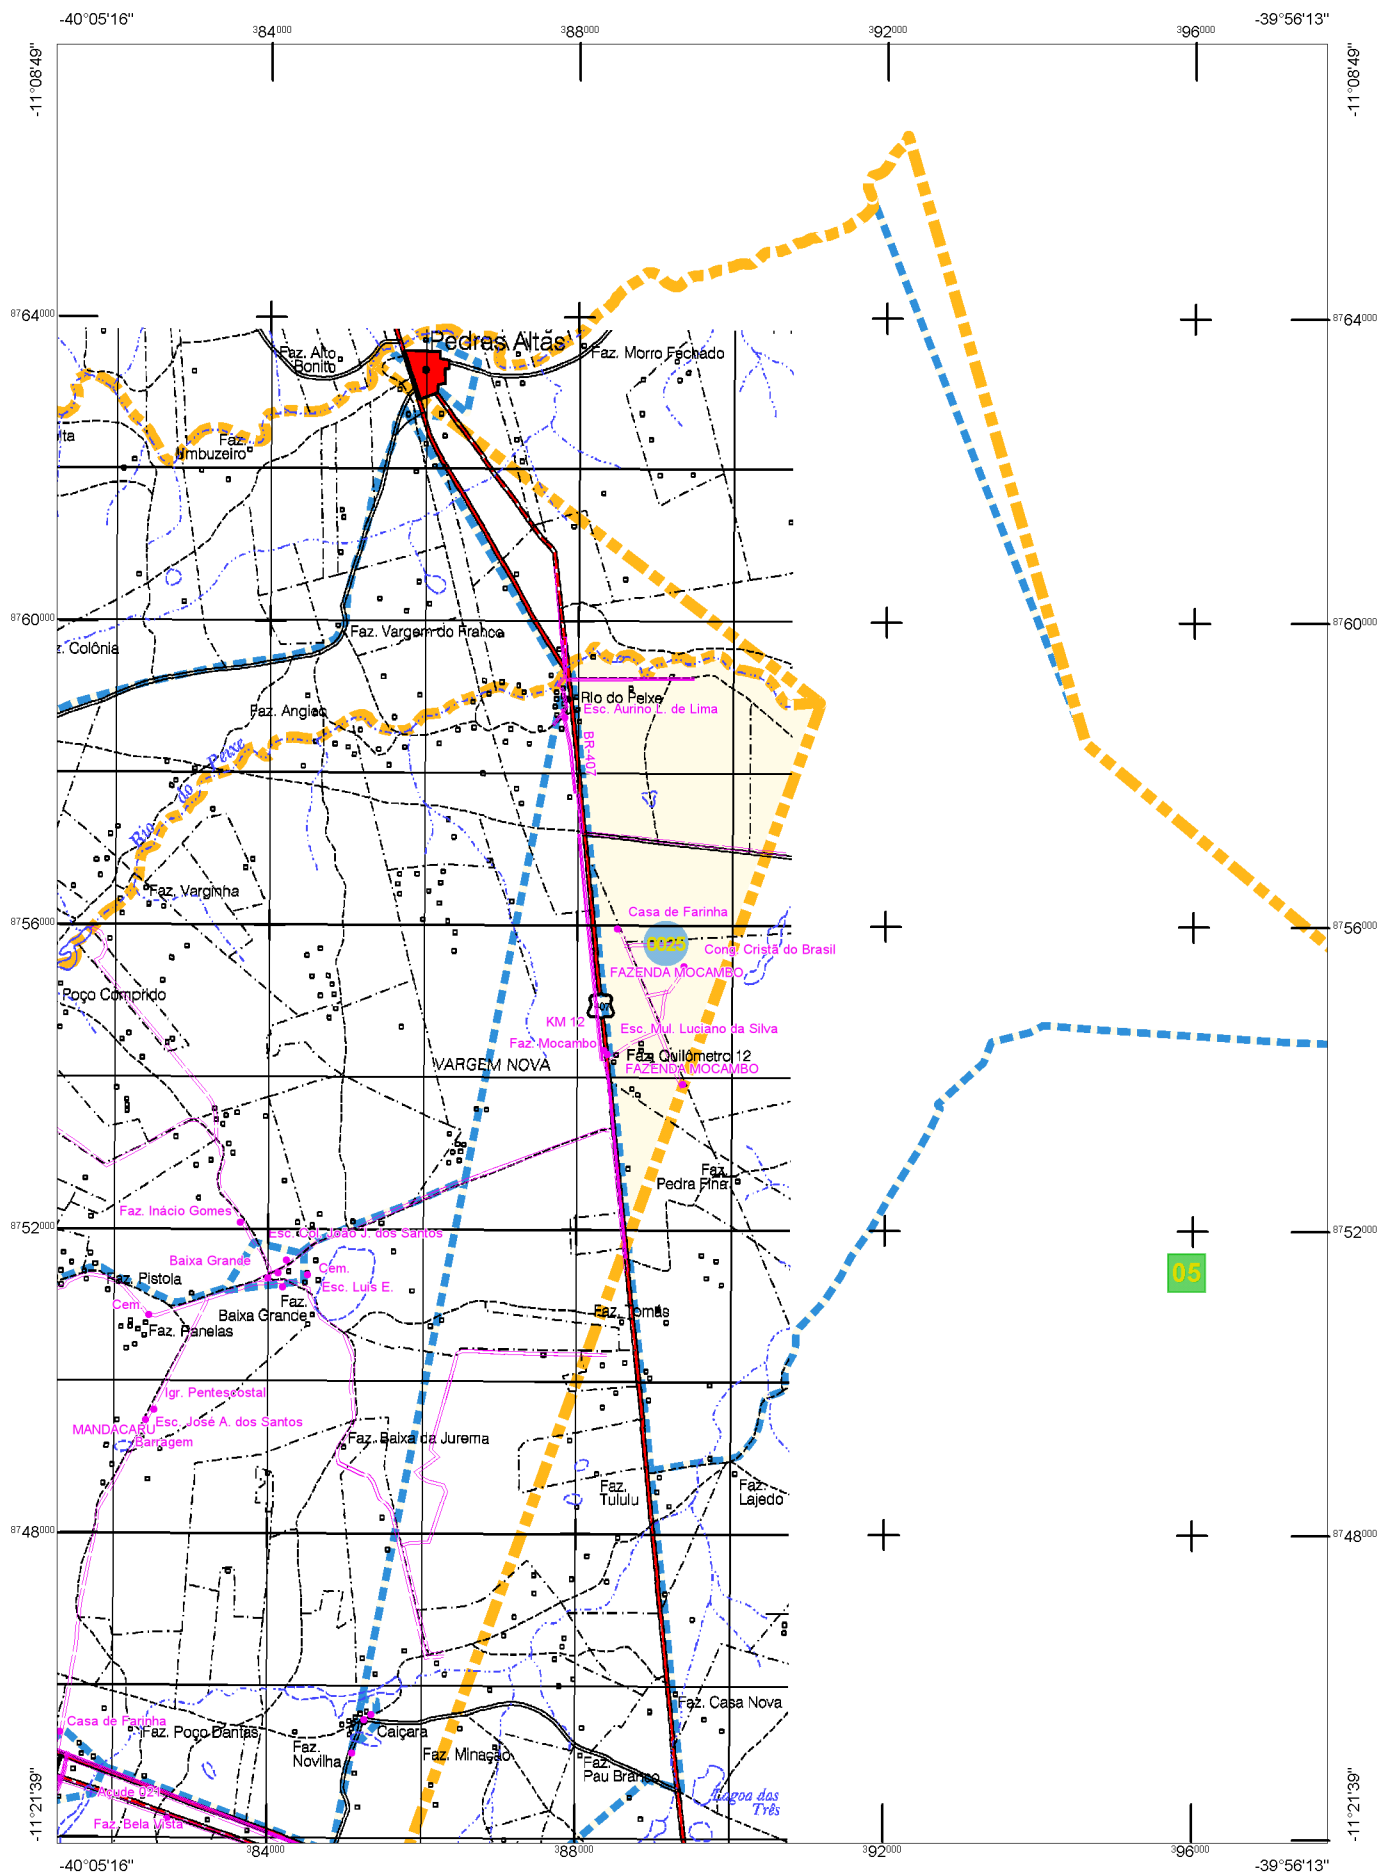 -40°05'16"
-39°56'13"
384000
388000
392000
396000
-11°08'49"
-11°08'49"
8764000
8764000
Pedras Altas
Faz. Alto
Bonito
Faz. Morro Fechado
ita
Faz.
Umbuzeiro
8760000
8760000
Faz. Vargem do Franco
z. Colônia
Rio do Peixe
Esc. Aurino L. de Lima
Faz. Angico
BR-407
Rio do Peixe
Faz. Varginha
Casa de Farinha
8756000
8756000
0025
Cong. Cristã do Brasil
FAZENDA MOCAMBO
Poço Comprido
KM 12
Esc. Mul. Luciano da Silva
Faz. Mocambo
Faz. Quilômetro 12
VARGEM NOVA
FAZENDA MOCAMBO
Faz.
Pedra Fina
Faz. Inácio Gomes
8752000
8752000
Esc. Col. João J. dos Santos
Baixa Grande
Cem.
05
Faz. Pistola
Esc. Luis E.
Cem.
Faz.
Baixa Grande
Faz. Tomás
Faz. Panelas
Igr. Pentescostal
Esc. José A. dos Santos
MANDACARU
Barragem
Faz. Baixa da Jurema
Faz.
Tululu
Faz.
Lajedo
8748000
8748000
Faz. Casa Nova
Casa de Farinha
Faz. Poço Dantas
Caiçara
Faz.
Novilha
Faz. Minação
Faz.
Pau Branco
Açude 021
Lagoa das
Três
Faz. Bela Vista
-11°21'39"
-11°21'39"
384000
388000
392000
396000
-40°05'16"
-39°56'13"